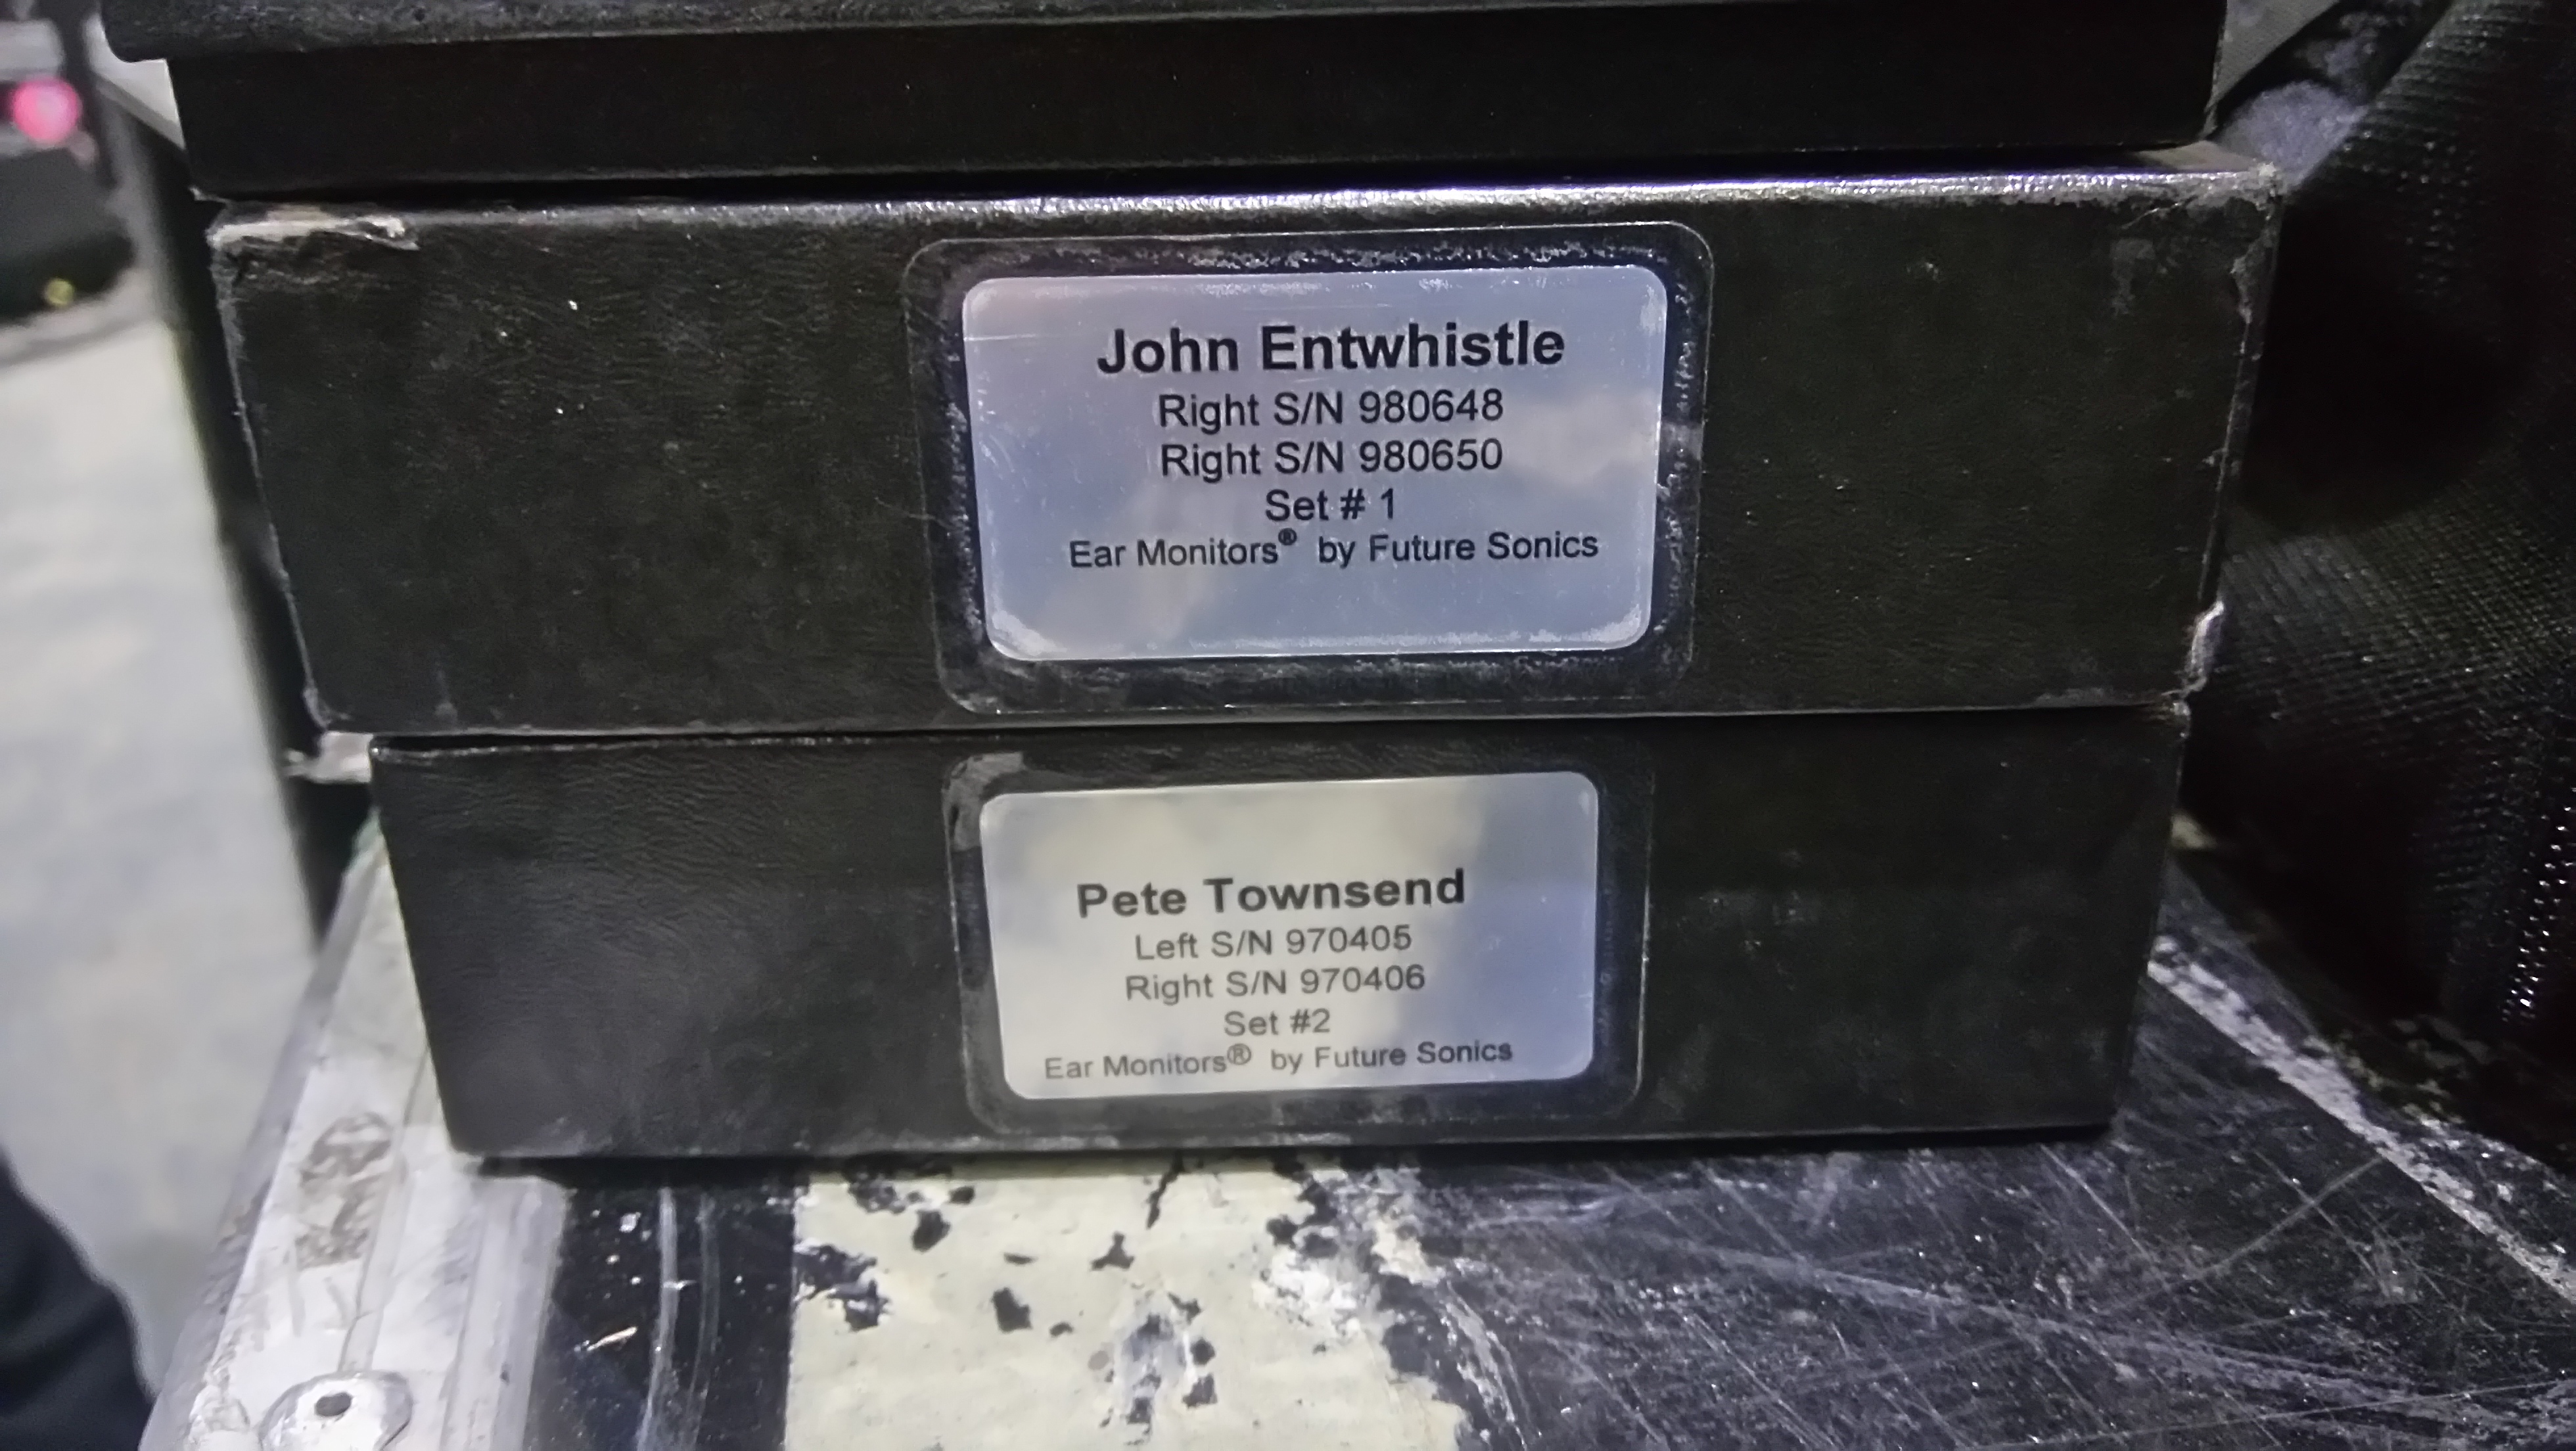 John Entwhistle
Right S/N 980648
Right S/N 980650
Set # 1
Ear Monitors® by Future Sonics
Pete Townsend
Left S/N 970405
Right S/N 970406
Set #2
Ear Monitors® by Future Sonics